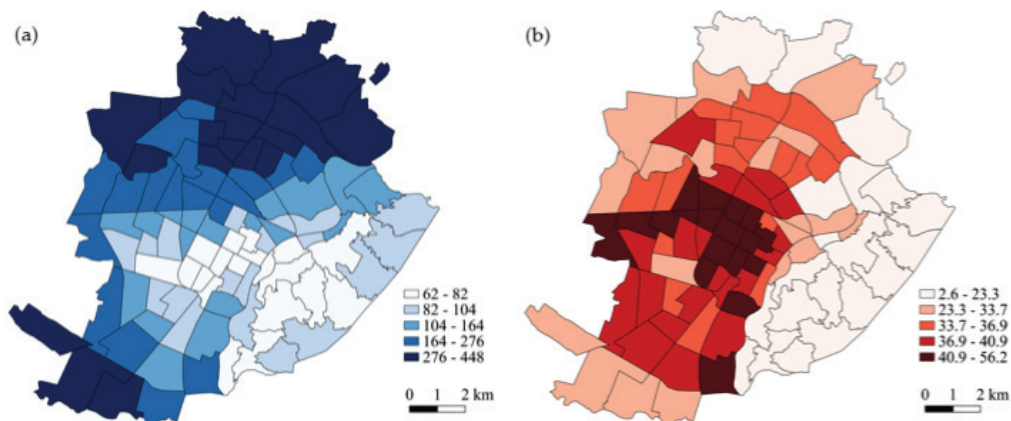 (a)
62 - 82
82 - 104
104 - 164
164 - 276
276 - 448
0 1 2 km
(b)
2.6 - 23.3
23.3 - 33.7
33.7 - 36.9
36.9 - 40.9
40.9 - 56.2
0 1 2 km